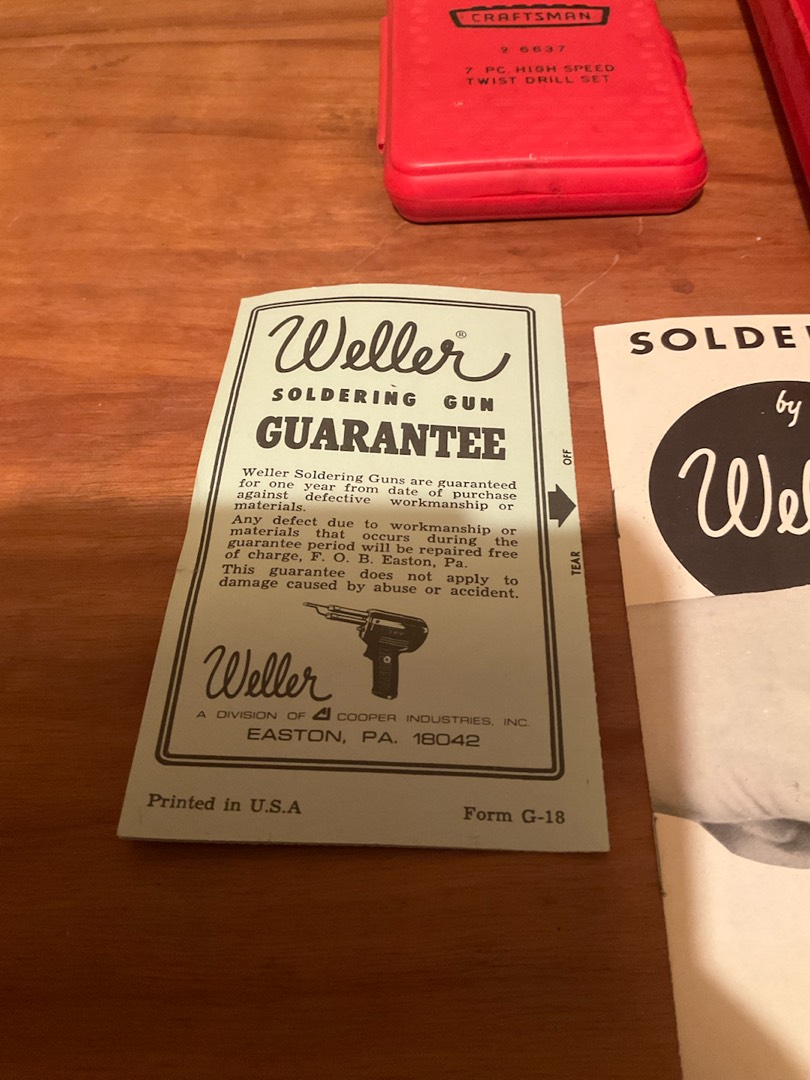 CRAFTSMAN
9 6637
7 PC. HIGH SPEED
TWIST DRILL SET
Weller®
SOLDERING GUN
GUARANTEE
Weller Soldering Guns are guaranteed
for one year from date of purchase
against defective workmanship or
materials.
Any defect due to workmanship or
materials that occurs during the
guarantee period will be repaired free
of charge, F. O. B. Easton, Pa.
This guarantee does not apply to
damage caused by abuse or accident.
Weller
A DIVISION OF COOPER INDUSTRIES, INC.
EASTON, PA. 18042
Printed in U.S.A
Form G-18
TEAR OFF
SOLDE
by
Wel